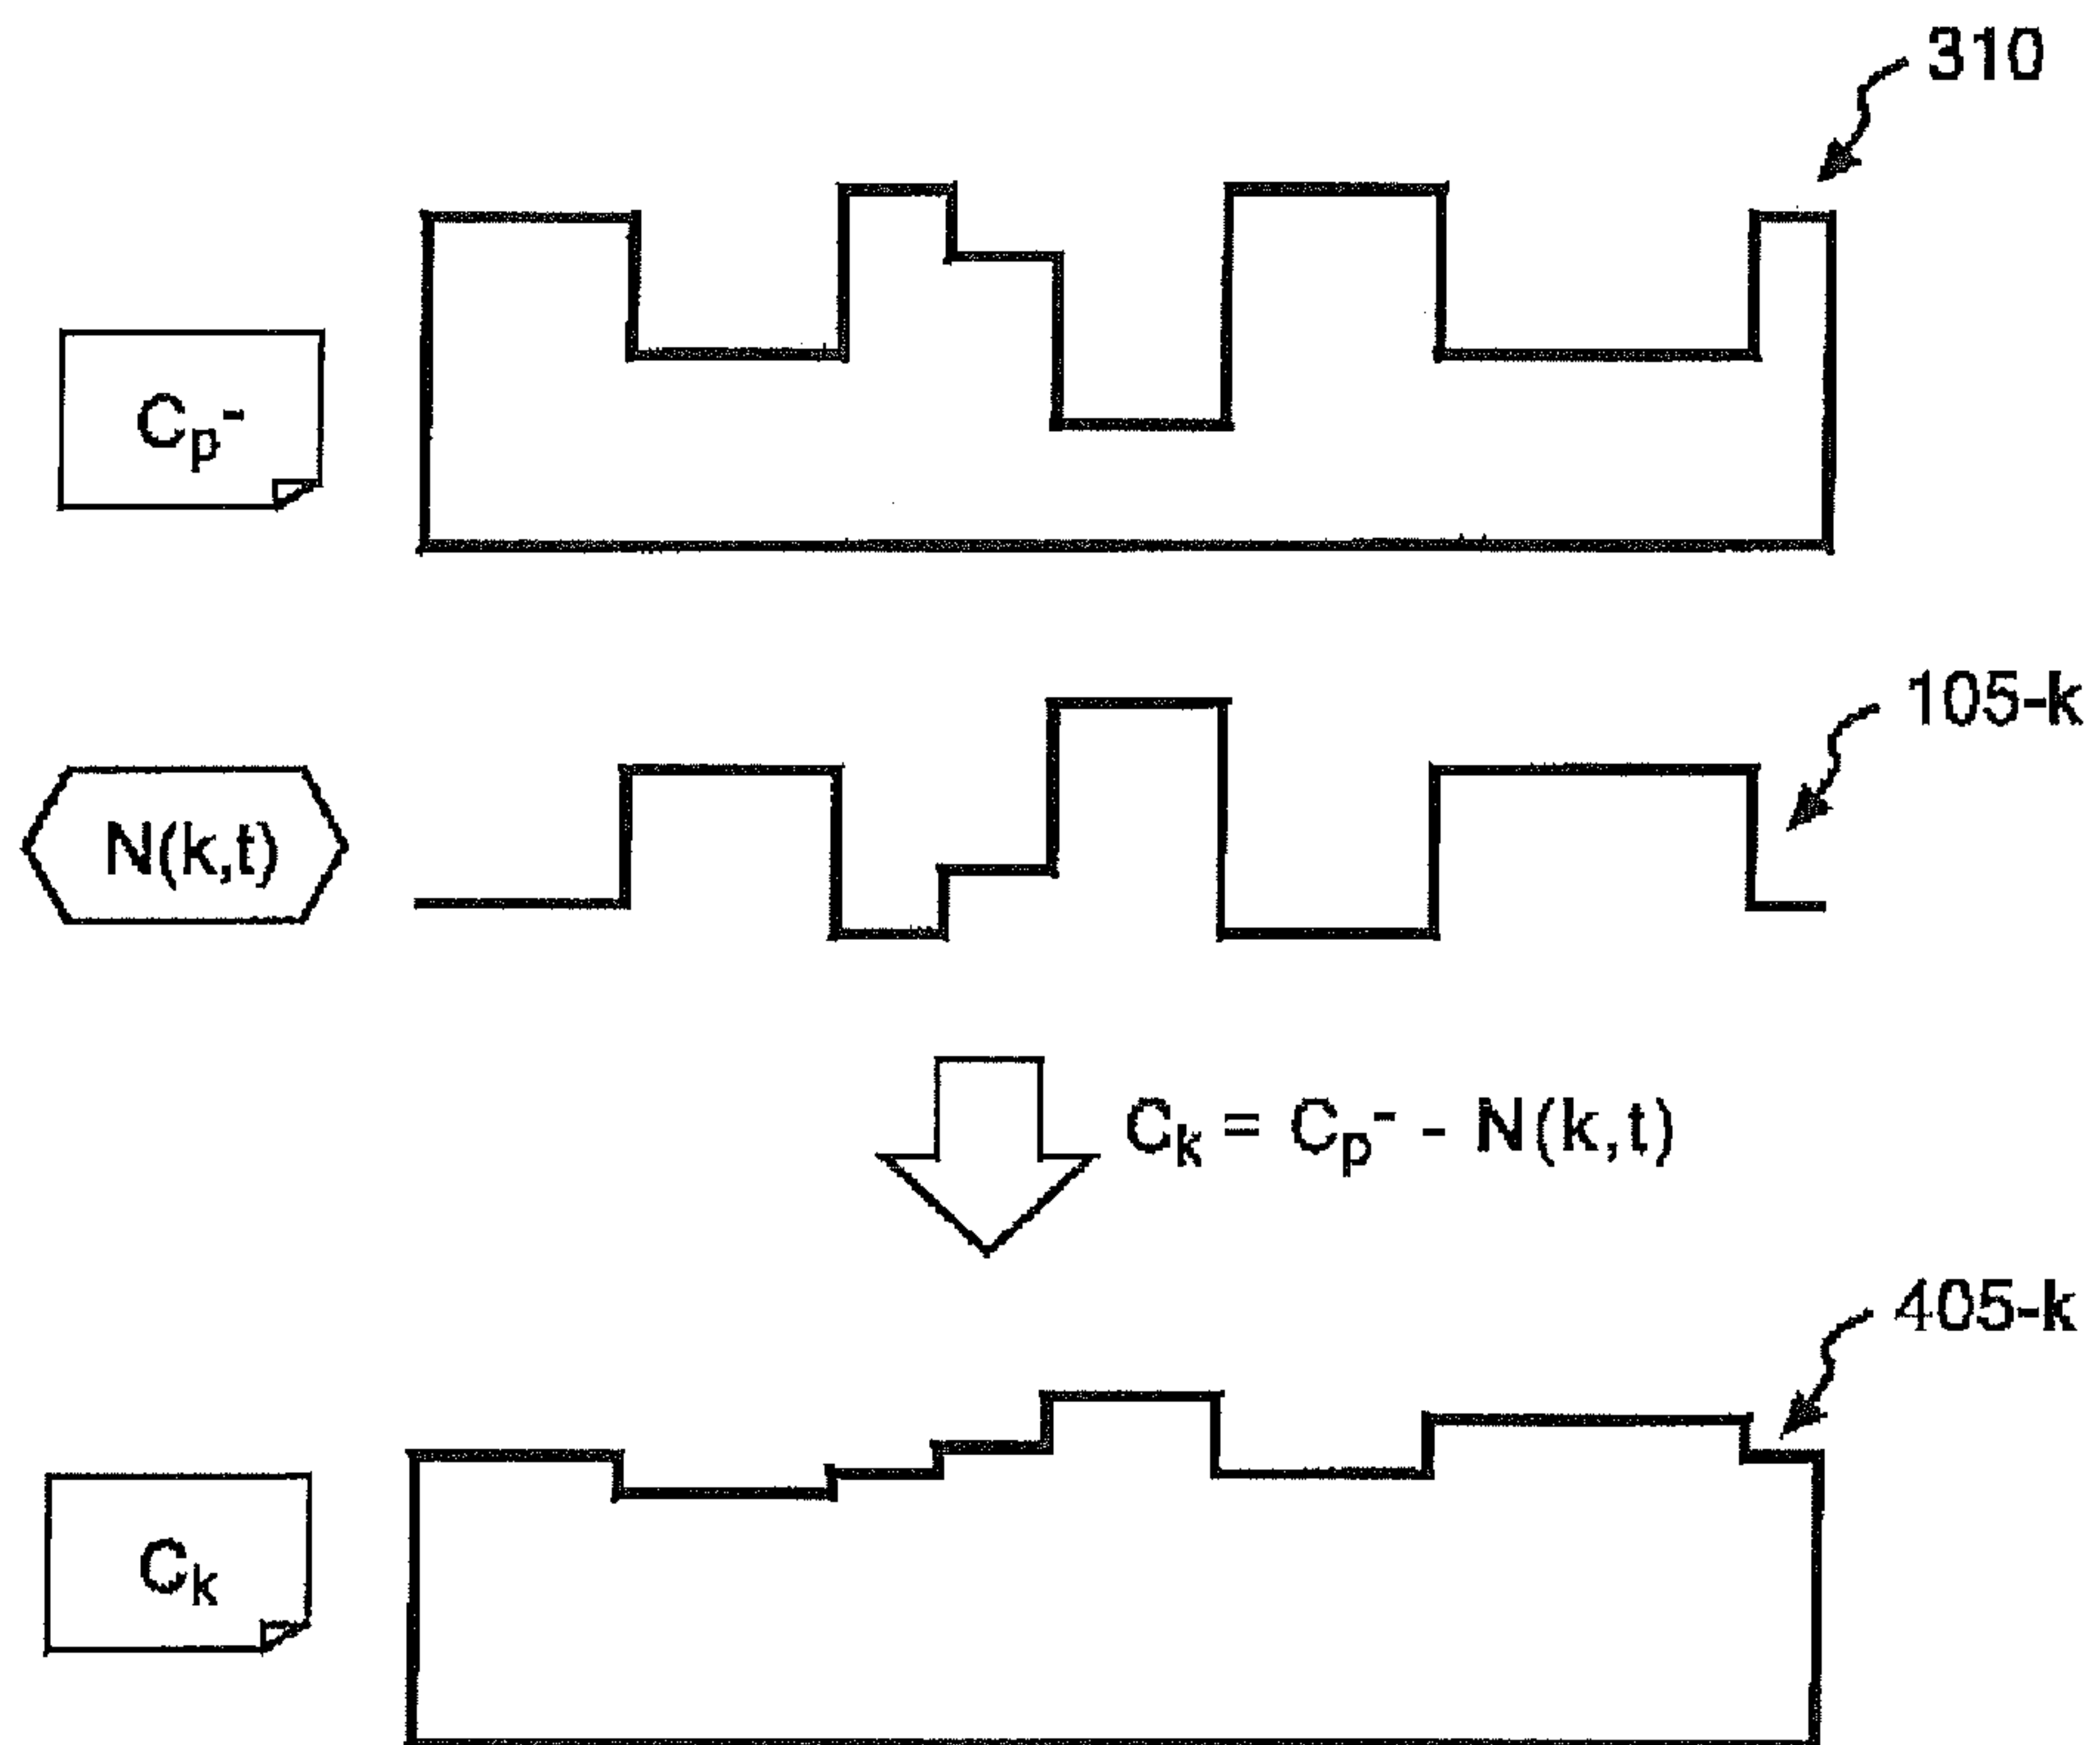 310
Cp-
105-k
N(k,t)
Ck = Cp- - N(k,t)
405-k
Ck